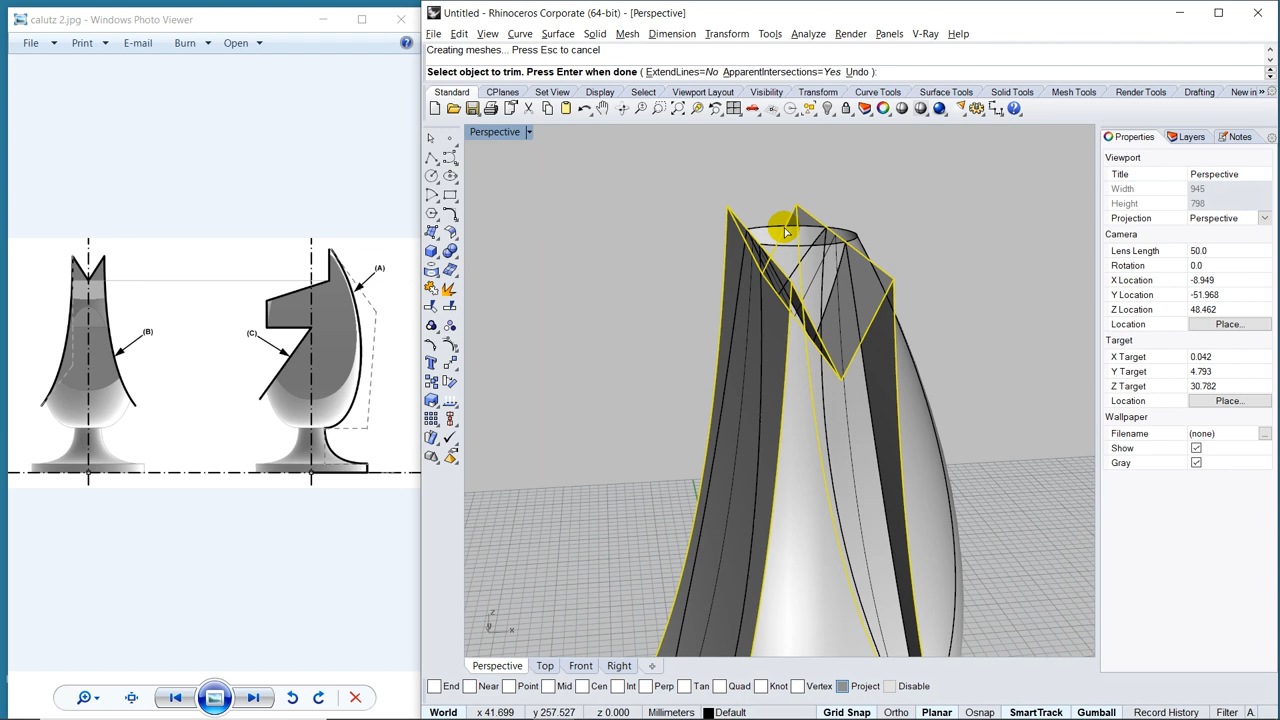 calutz 2.jpg - Windows Photo Viewer
File Print E-mail Burn Open
(A)
(B)
(C)
Untitled - Rhinoceros Corporate (64-bit) - [Perspective]
File Edit View Curve Surface Solid Mesh Dimension Transform Tools Analyze Render Panels V-Ray Help
Creating meshes... Press Esc to cancel
Select object to trim. Press Enter when done ( ExtendLines=No ApparentIntersections=Yes Undo ):
Standard CPlanes Set View Display Select Viewport Layout Visibility Transform Curve Tools Surface Tools Solid Tools Mesh Tools Render Tools Drafting New in »
Perspective
z
y
x
Perspective Top Front Right
End Near Point Mid Cen Int Perp Tan Quad Knot Vertex Project Disable
World x 41.699 y 257.527 z 0.000 Millimeters Default Grid Snap Ortho Planar Osnap SmartTrack Gumball Record History Filter A.
Properties Layers Notes
Viewport
Title Perspective
Width 945
Height 798
Projection Perspective
Camera
Lens Length 50.0
Rotation 0.0
X Location -8.949
Y Location -51.968
Z Location 48.462
Location Place...
Target
X Target 0.042
Y Target 4.793
Z Target 30.782
Location Place...
Wallpaper
Filename (none) ...
Show
Gray